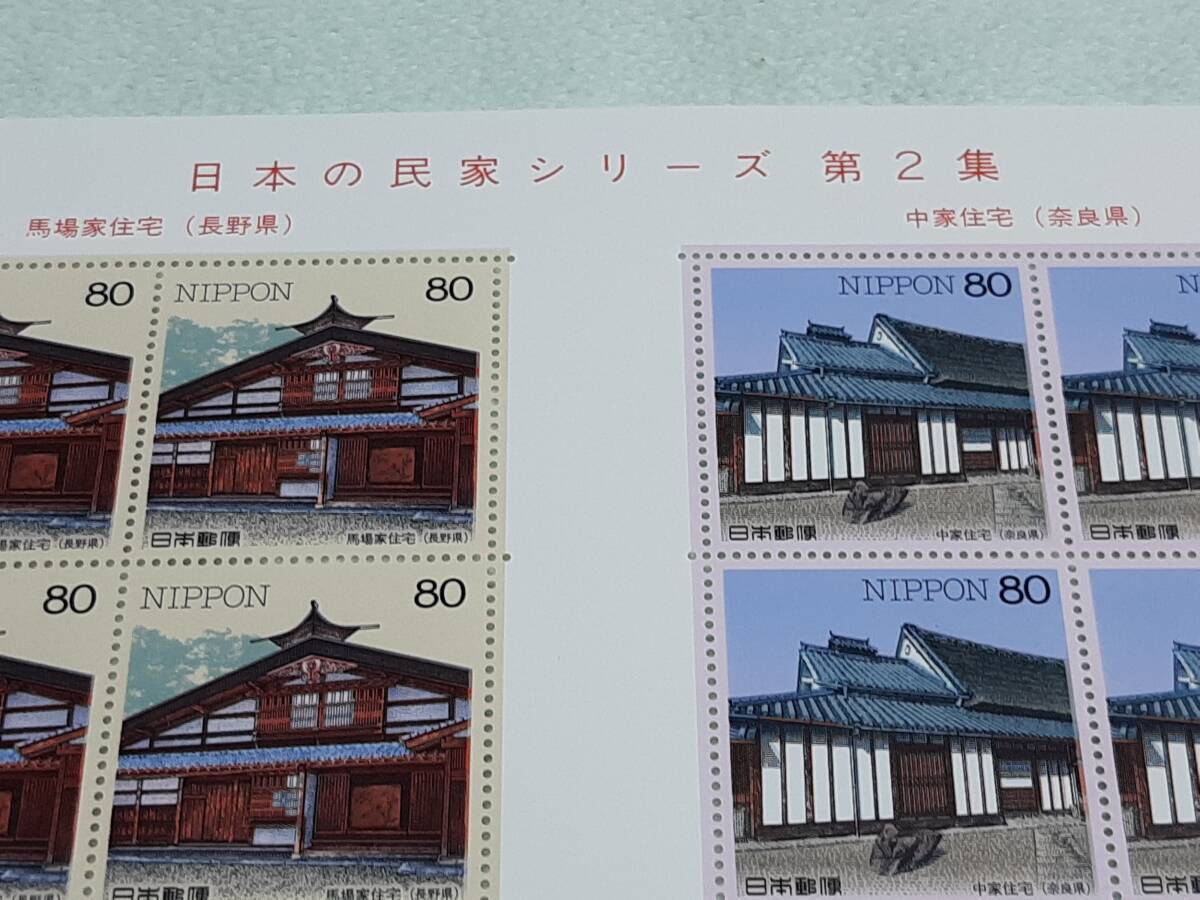 日本の民家シリーズ 第2集
馬場家住宅（長野県）
中家住宅（奈良県）
80
NIPPON 80
日本郵便 馬場家住宅（長野県）
NIPPON 80
日本郵便 中家住宅（奈良県）
80
NIPPON 80
日本郵便 馬場家住宅（長野県）
NIPPON 80
日本郵便 中家住宅（奈良県）
日本郵便